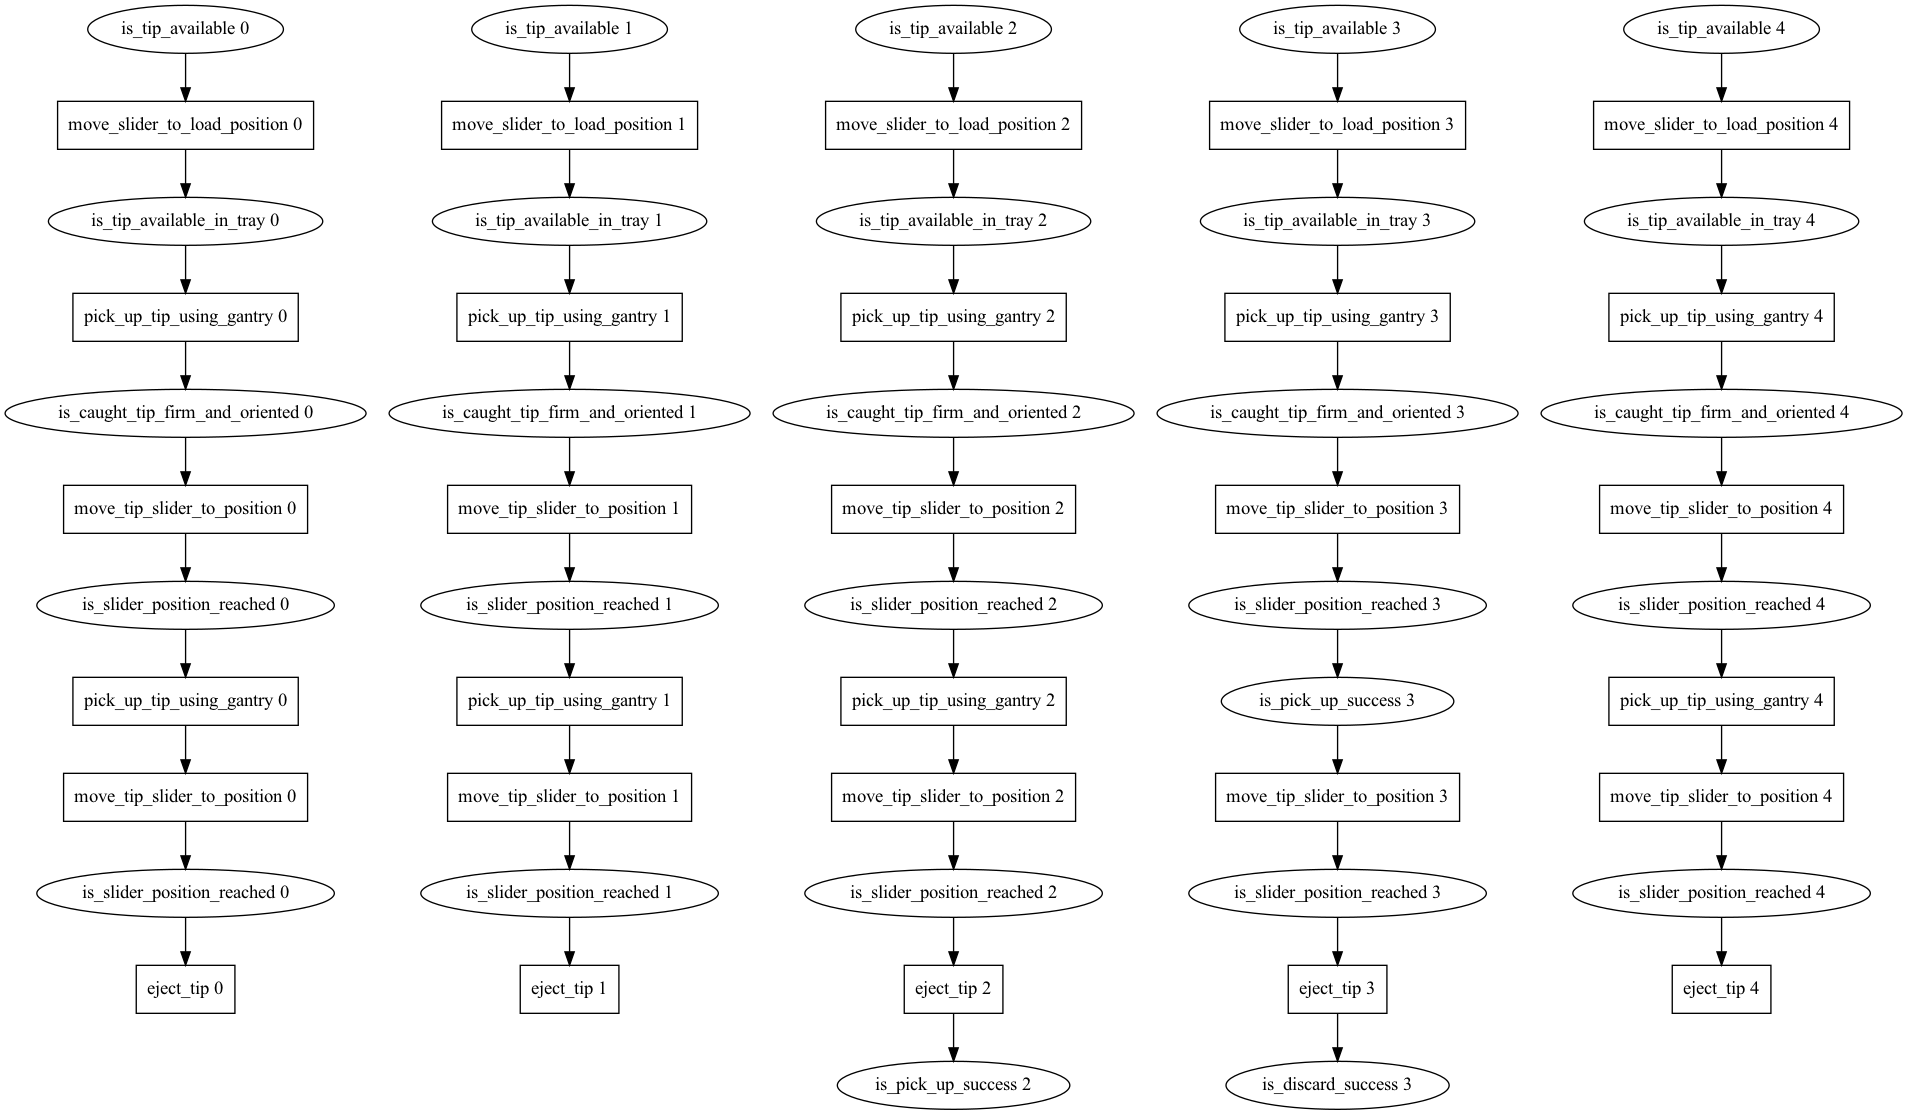 is_tip_available 0
is_tip_available 1
is_tip_available 2
is_tip_available 3
is_tip_available 4
move_slider_to_load_position 0
move_slider_to_load_position 1
move_slider_to_load_position 2
move_slider_to_load_position 3
move_slider_to_load_position 4
is_tip_available_in_tray 0
is_tip_available_in_tray 1
is_tip_available_in_tray 2
is_tip_available_in_tray 3
is_tip_available_in_tray 4
pick_up_tip_using_gantry 0
pick_up_tip_using_gantry 1
pick_up_tip_using_gantry 2
pick_up_tip_using_gantry 3
pick_up_tip_using_gantry 4
is_caught_tip_firm_and_oriented 0
is_caught_tip_firm_and_oriented 1
is_caught_tip_firm_and_oriented 2
is_caught_tip_firm_and_oriented 3
is_caught_tip_firm_and_oriented 4
move_tip_slider_to_position 0
move_tip_slider_to_position 1
move_tip_slider_to_position 2
move_tip_slider_to_position 3
move_tip_slider_to_position 4
is_slider_position_reached 0
is_slider_position_reached 1
is_slider_position_reached 2
is_slider_position_reached 3
is_slider_position_reached 4
pick_up_tip_using_gantry 0
pick_up_tip_using_gantry 1
pick_up_tip_using_gantry 2
is_pick_up_success 3
pick_up_tip_using_gantry 4
move_tip_slider_to_position 0
move_tip_slider_to_position 1
move_tip_slider_to_position 2
move_tip_slider_to_position 3
move_tip_slider_to_position 4
is_slider_position_reached 0
is_slider_position_reached 1
is_slider_position_reached 2
is_slider_position_reached 3
is_slider_position_reached 4
eject_tip 0
eject_tip 1
eject_tip 2
eject_tip 3
eject_tip 4
is_pick_up_success 2
is_discard_success 3